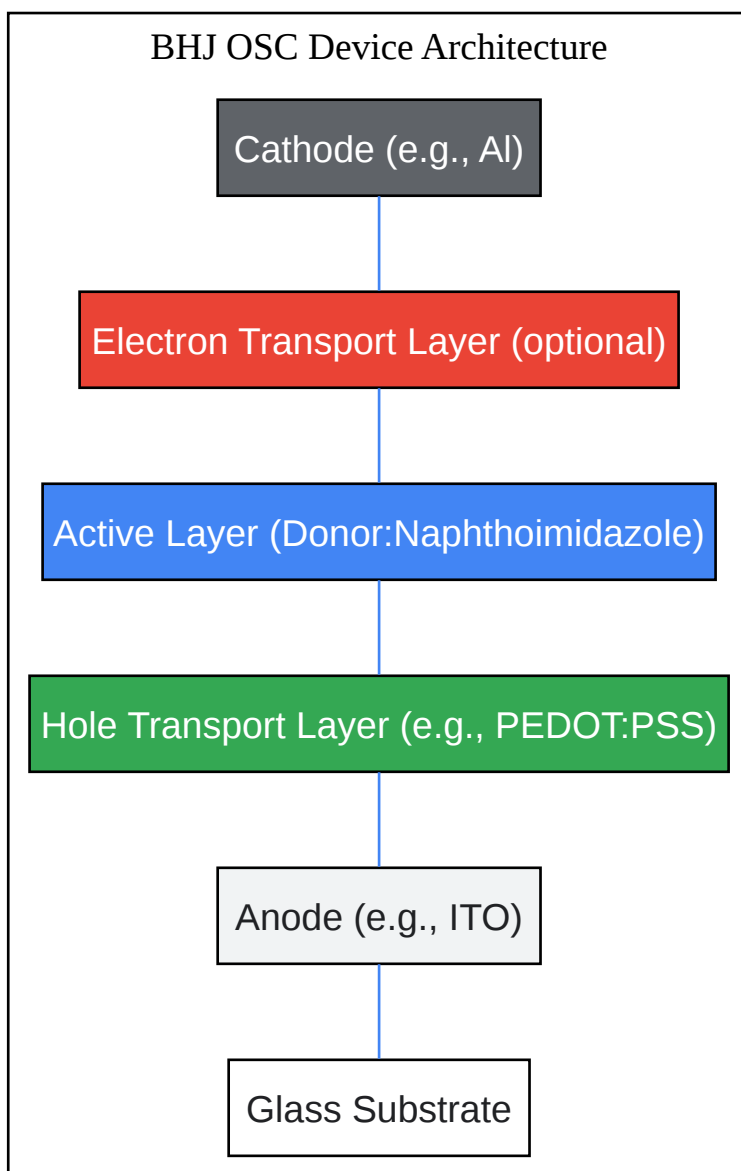 BHJ OSC Device Architecture
Cathode (e.g., Al)
Electron Transport Layer (optional)
Active Layer (Donor:Naphthoimidazole)
Hole Transport Layer (e.g., PEDOT:PSS)
Anode (e.g., ITO)
Glass Substrate